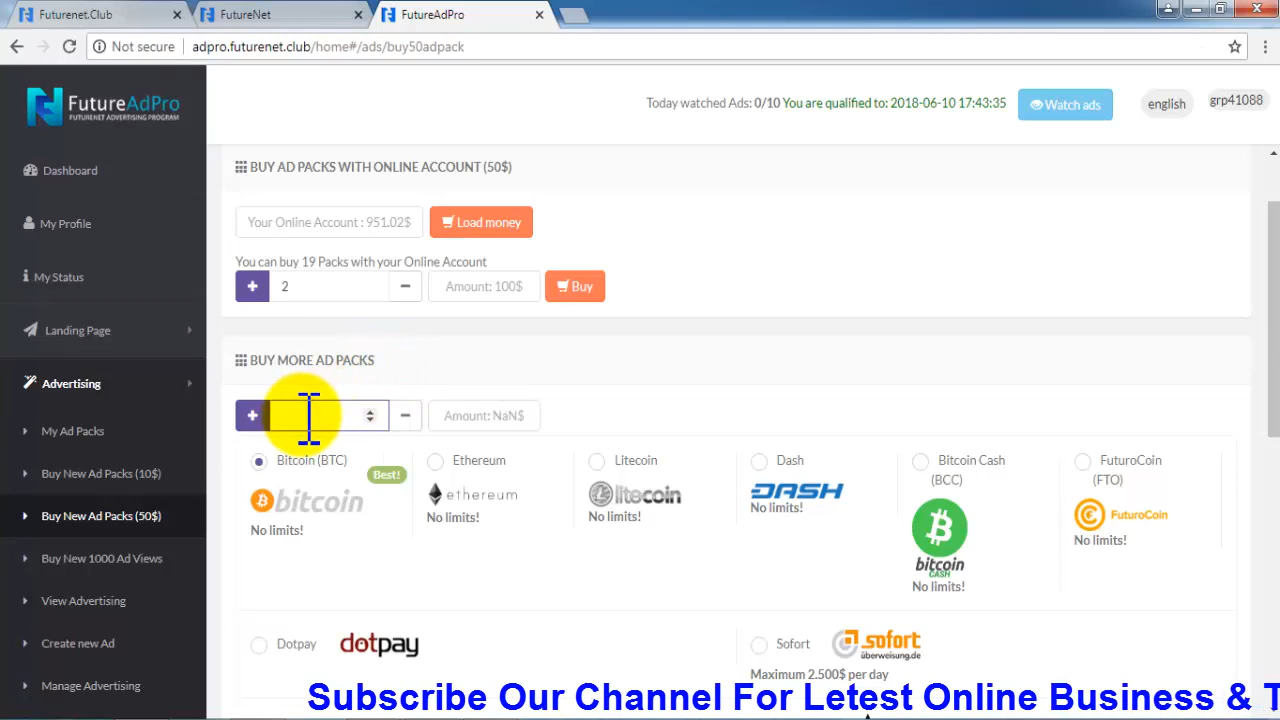 Futurenet.Club
FutureNet
FutureAdPro
Not secure adpro.futurenet.club/home#/ads/buy50adpack
FutureAdPro
FUTURENET ADVERTISING PROGRAM
Today watched Ads: 0/10 You are qualified to: 2018-06-10 17:43:35
Watch ads
english
grp41088
Dashboard
My Profile
My Status
Landing Page
Advertising
My Ad Packs
Buy New Ad Packs (10$)
Buy New Ad Packs (50$)
Buy New 1000 Ad Views
View Advertising
Create new Ad
Manage Advertising
BUY AD PACKS WITH ONLINE ACCOUNT (50$)
Your Online Account : 951.02$
Load money
You can buy 19 Packs with your Online Account
2
Amount: 100$
Buy
BUY MORE AD PACKS
Amount: NaN$
Bitcoin (BTC)
Best!
bitcoin
No limits!
Ethereum
ethereum
No limits!
Litecoin
litecoin
No limits!
Dash
DASH
No limits!
Bitcoin Cash
(BCC)
bitcoin
CASH
No limits!
FuturoCoin
(FTO)
FuturoCoin
No limits!
Dotpay
dotpay
Sofort
sofort
überweisung.de
Maximum 2.500$ per day
Subscribe Our Channel For Letest Online Business & T